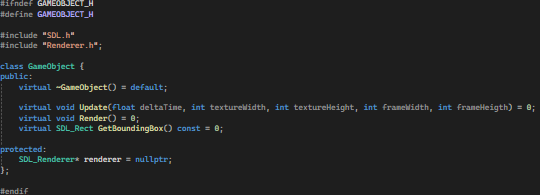 #ifndef GAMEOBJECT_H
#define GAMEOBJECT_H
#include "SDL.h"
#include "Renderer.h";
class GameObject {
public:
virtual ~GameObject() = default;
virtual void Update(float deltaTime, int textureWidth, int textureHeight, int frameWidth, int frameHeigth) = 0;
virtual void Render() = 0;
virtual SDL_Rect GetBoundingBox() const = 0;
protected:
SDL_Renderer* renderer = nullptr;
};
#endif